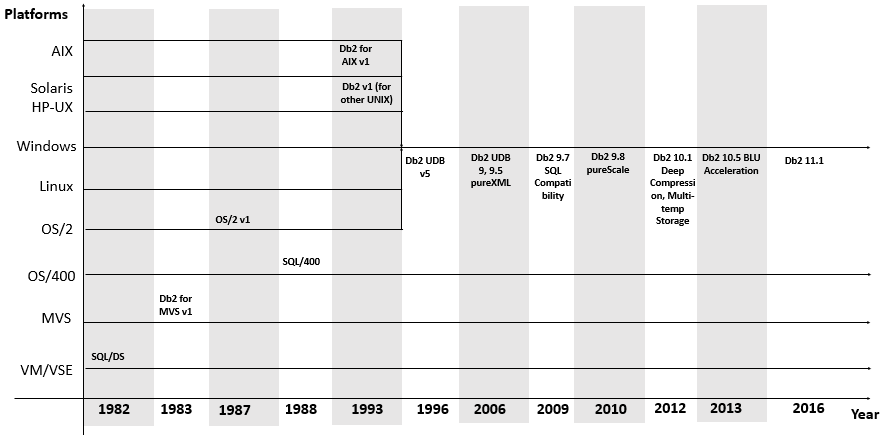 Platforms
AIX
Db2 for
AIX v1
Solaris
HP-UX
Db2 v1 (for
other UNIX)
Windows
Db2 UDB
v5
Db2 UDB
9, 9.5
pureXML
Db2 9.7
SQL
Compati
bility
Db2 9.8
pureScale
Db2 10.1
Deep
Compressi
on, Multi-
temp
Storage
Db2 10.5 BLU
Acceleration
Db2 11.1
Linux
OS/2
OS/2 v1
OS/400
SQL/400
MVS
Db2 for
MVS v1
VM/VSE
SQL/DS
1982 1983 1987 1988 1993 1996 2006 2009 2010 2012 2013 2016
Year